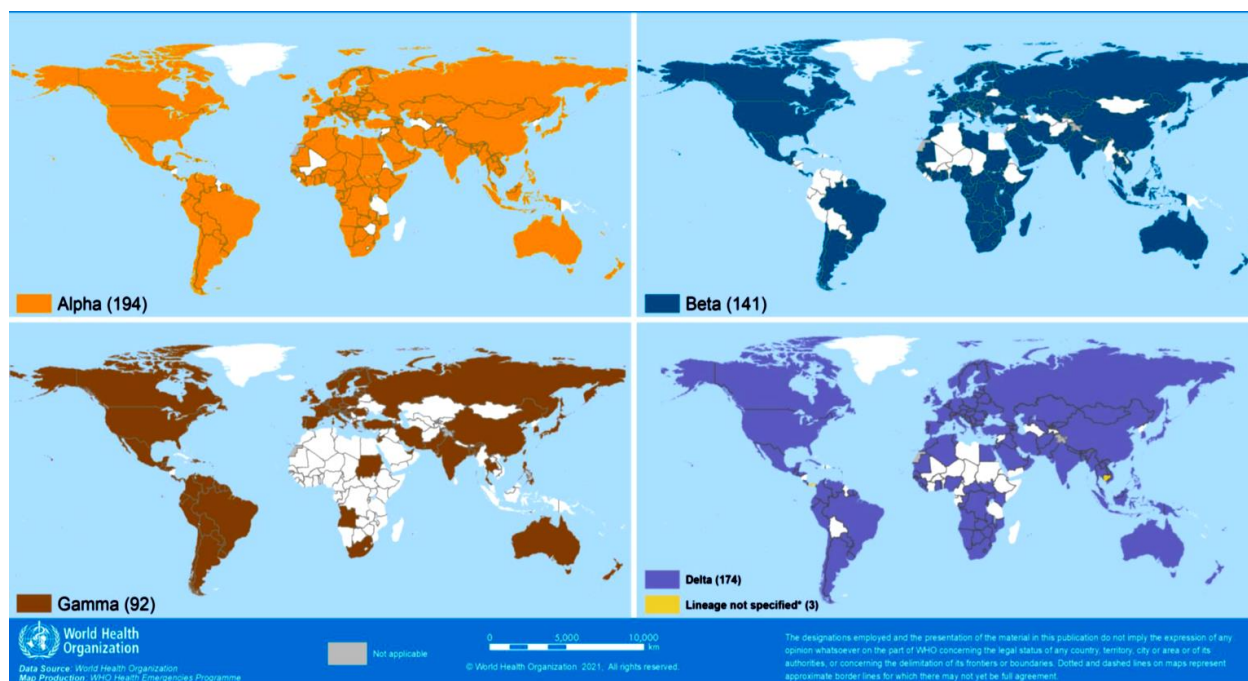 Alpha (194)
Beta (141)
Gamma (92)
Delta (174)
Lineage not specified* (3)
World Health
Organization
Data Source: World Health Organization
Map Production: WHO Health Emergencies Programme
Not applicable
0 5,000 10,000
km
© World Health Organization 2021, All rights reserved.
The designations employed and the presentation of the material in this publication do not imply the expression of any
opinion whatsoever on the part of WHO concerning the legal status of any country, territory, city or area or of its
authorities, or concerning the delimitation of its frontiers or boundaries. Dotted and dashed lines on maps represent
approximate border lines for which there may not yet be full agreement.